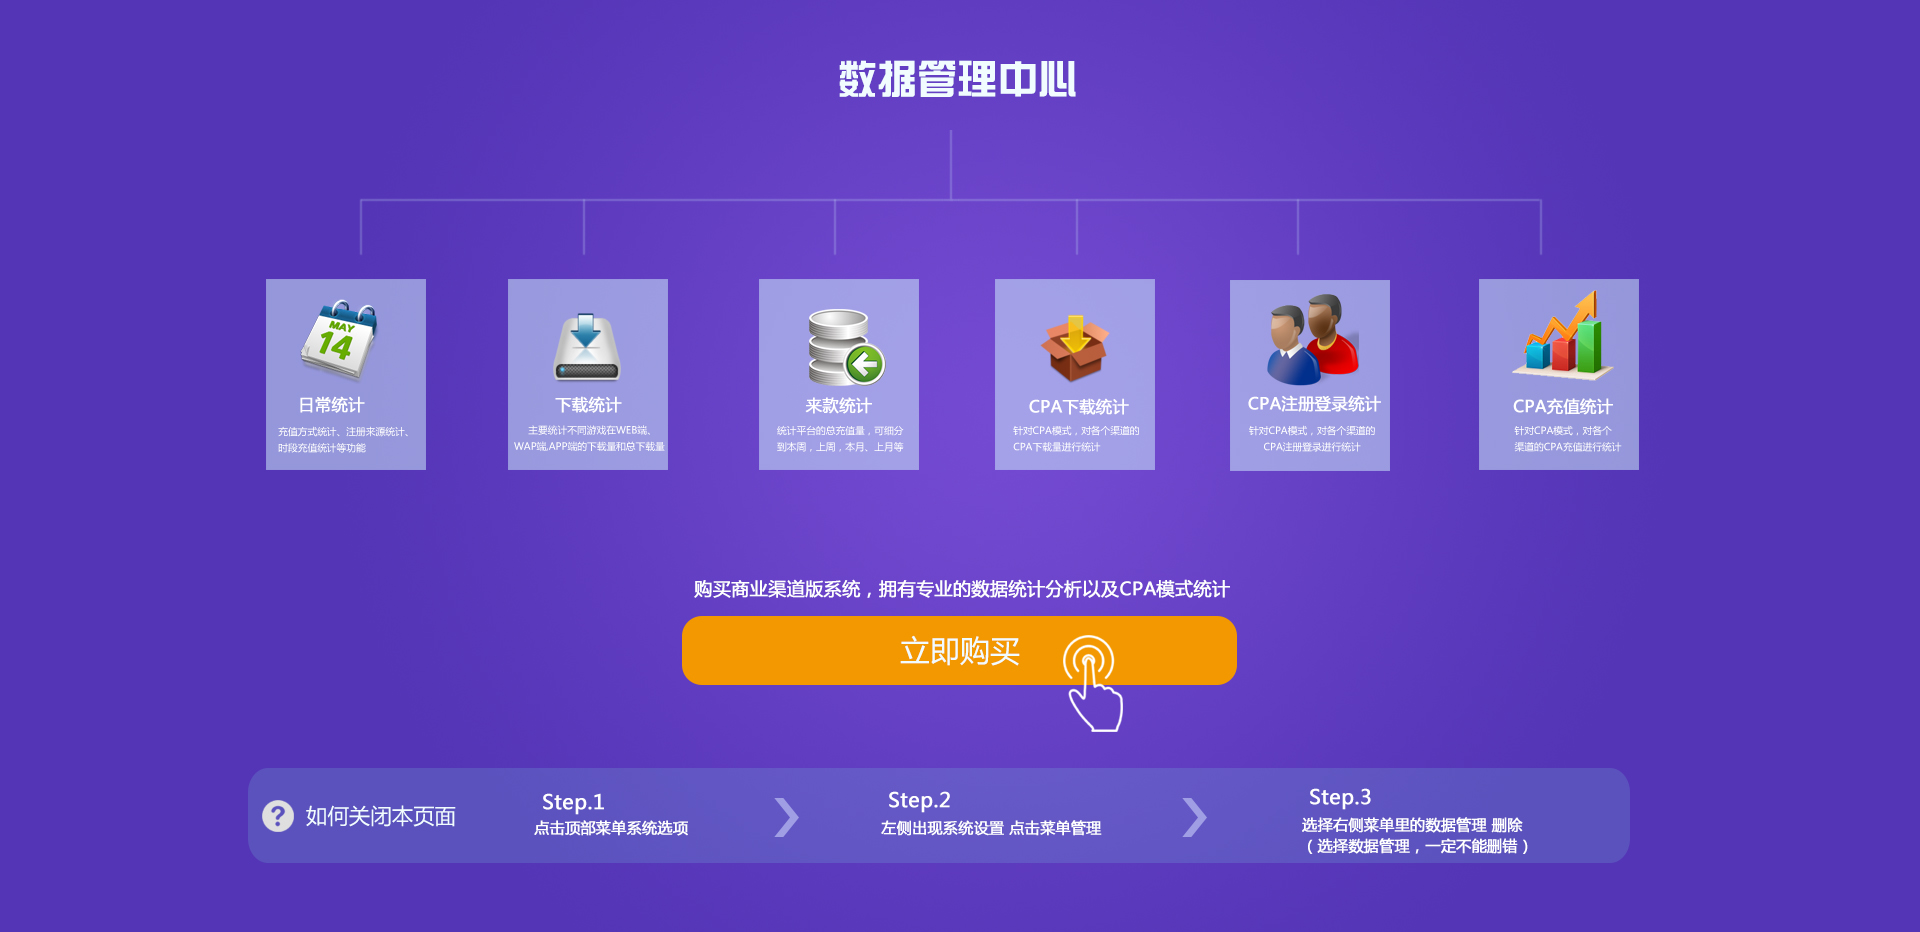 数据管理中心
MAY
14
日常统计
充值方式统计、注册来源统计、
时段充值统计等功能
下载统计
主要统计不同游戏在WEB端、
WAP端,APP端的下载量和总下载量
来款统计
统计平台的总充值量，可细分
到本周，上周，本月、上月等
CPA下载统计
针对CPA模式，对各个渠道的
CPA下载量进行统计
CPA注册登录统计
针对CPA模式，对各个渠道的
CPA注册登录进行统计
CPA充值统计
针对CPA模式，对各个
渠道的CPA充值进行统计
购买商业渠道版系统，拥有专业的数据统计分析以及CPA模式统计
立即购买
?
如何关闭本页面
Step.1
点击顶部菜单系统选项
Step.2
左侧出现系统设置 点击菜单管理
Step.3
选择右侧菜单里的数据管理 删除
（选择数据管理，一定不能删错）